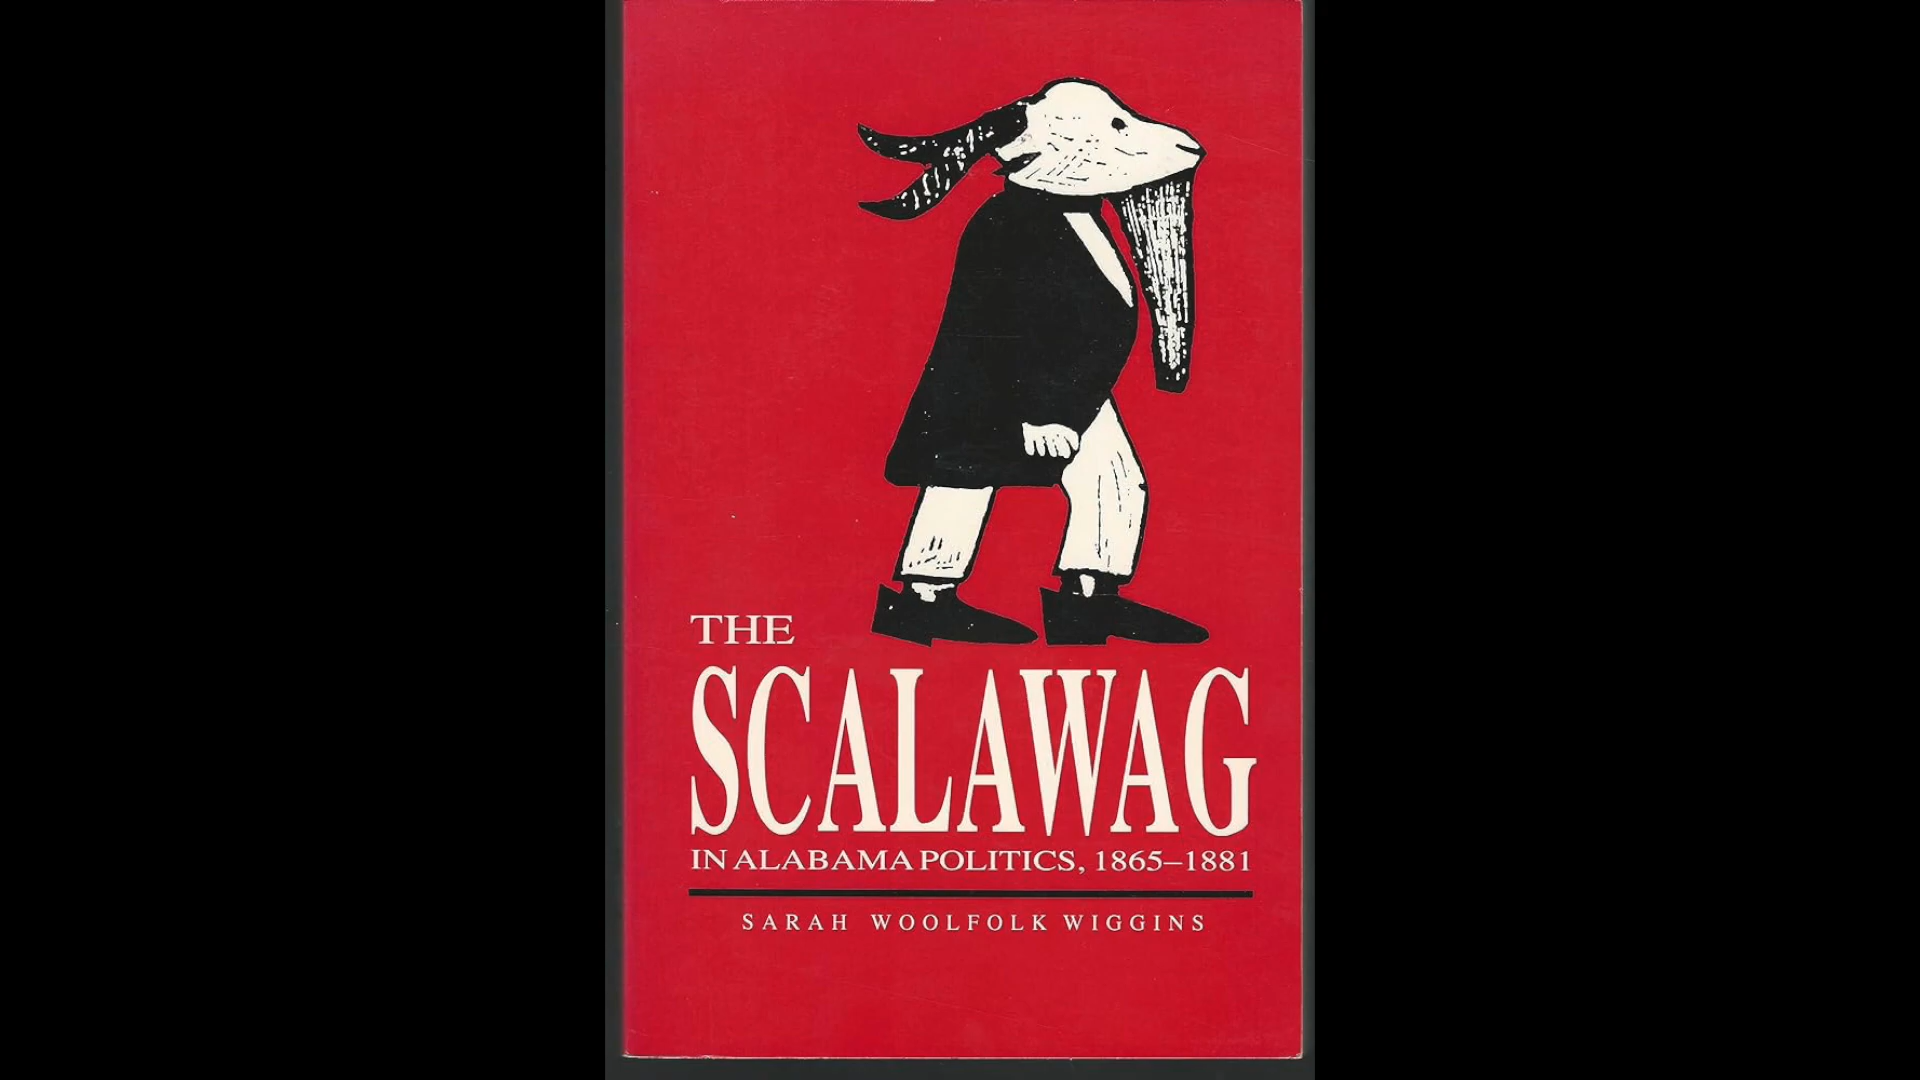 THE
SCALAWAG
IN ALABAMA POLITICS, 1865–1881
SARAH WOOLFOLK WIGGINS